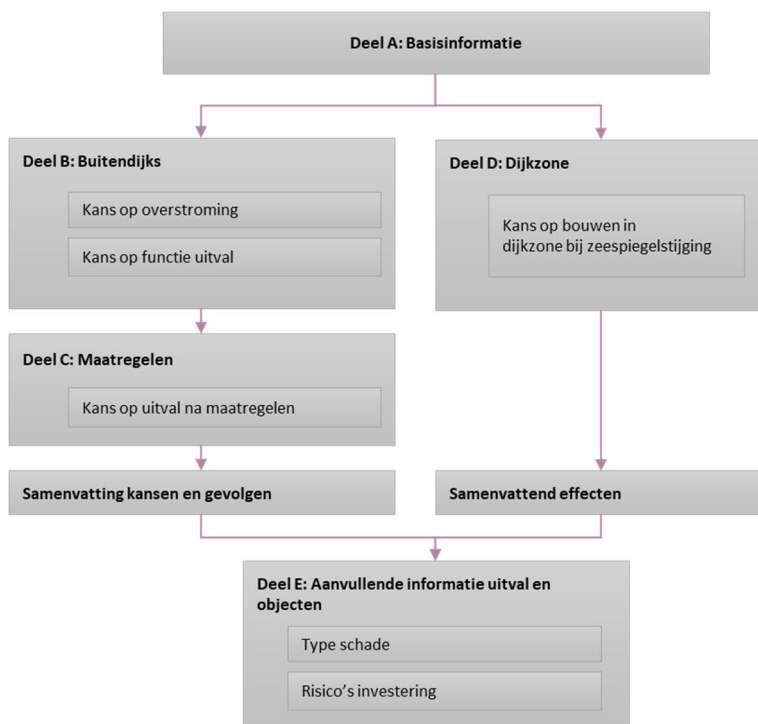 Deel A: Basisinformatie
Deel B: Buitendijks
Kans op overstroming
Kans op functie uitval
Deel C: Maatregelen
Kans op uitval na maatregelen
Samenvatting kansen en gevolgen
Deel D: Dijkzone
Kans op bouwen in
dijkzone bij zeespiegelstijging
Samenvattend effecten
Deel E: Aanvullende informatie uitval en
objecten
Type schade
Risico's investering